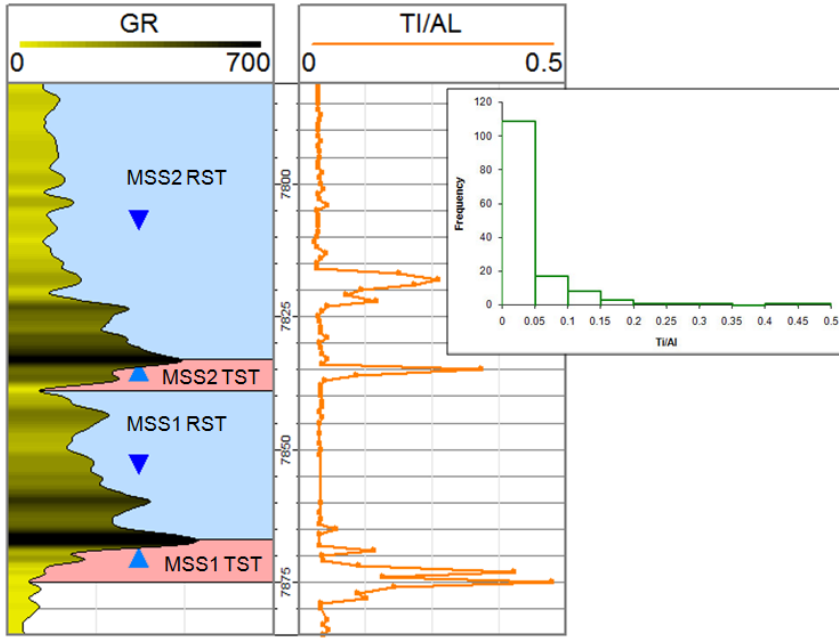 GR
0 700
TI/AL
0 0.5
MSS2 RST
MSS2 TST
MSS1 RST
MSS1 TST
7800
7825
7850
7875
Frequency
120
100
80
60
40
20
0
0 0.05 0.1 0.15 0.2 0.25 0.3 0.35 0.4 0.45 0.5
Ti/Al